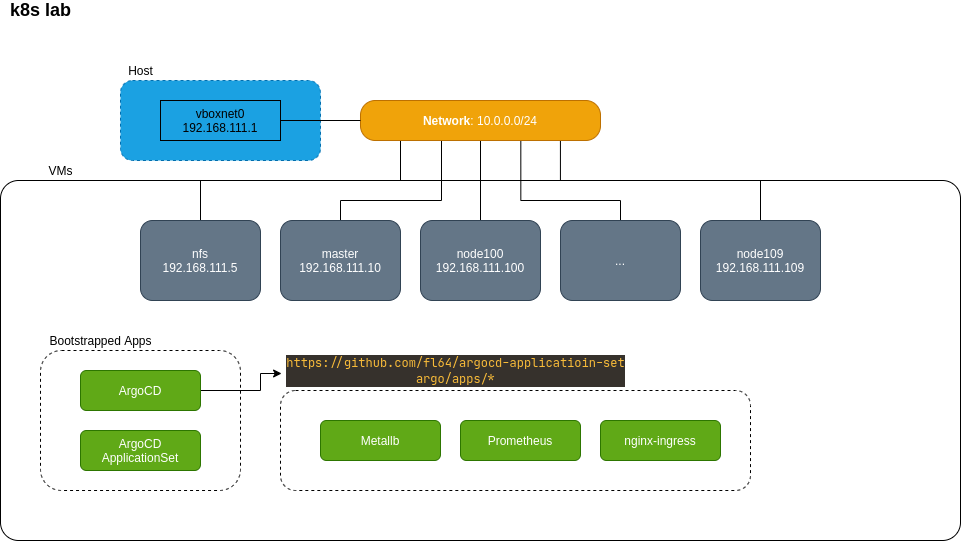 k8s lab
Host
vboxnet0
192.168.111.1
Network: 10.0.0.0/24
VMs
nfs
192.168.111.5
master
192.168.111.10
node100
192.168.111.100
...
node109
192.168.111.109
Bootstrapped Apps
ArgoCD
ArgoCD
ApplicationSet
https://github.com/fl64/argocd-applicatioin-set
argo/apps/*
Metallb
Prometheus
nginx-ingress